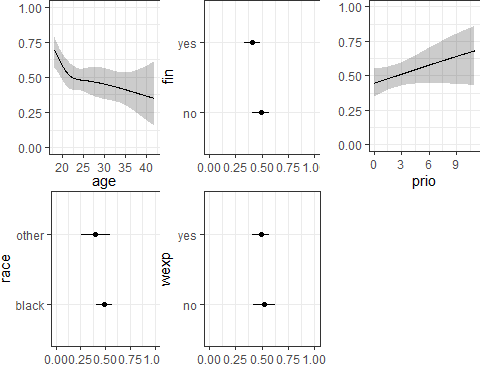 1.00
0.75
0.50
0.25
0.00
20 25 30 35 40
age
fin
yes
no
0.00 0.25 0.50 0.75 1.0
1.00
0.75
0.50
0.25
0.00
0 3 6 9
prio
race
other
black
0.00 0.25 0.50 0.75 1.0
wexp
yes
no
0.00 0.25 0.50 0.75 1.0